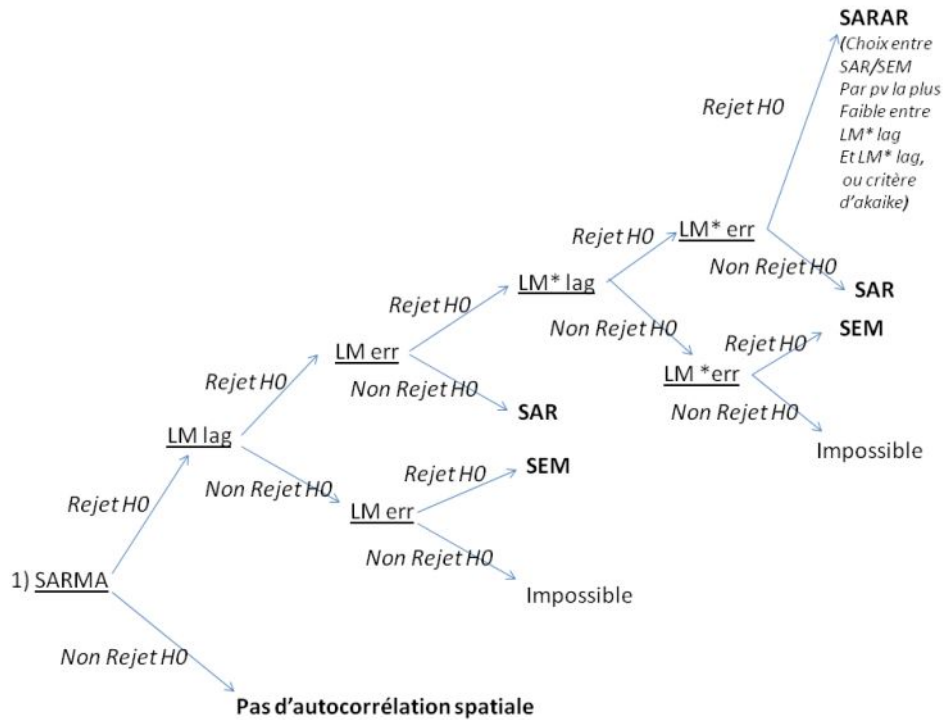 SARAR
(Choix entre
SAR/SEM
Par pv la plus
Faible entre
LM* lag
Et LM* lag,
ou critère
d'akaike)
Rejet H0
Rejet H0
LM* err
Non Rejet H0
Rejet H0
LM* lag
SAR
Non Rejet H0
SEM
Rejet H0
LM err
Rejet H0
LM *err
Rejet H0
Non Rejet H0
Non Rejet H0
SAR
LM lag
Impossible
Rejet H0
SEM
Non Rejet H0
Rejet H0
LM err
Non Rejet H0
1) SARMA
Impossible
Non Rejet H0
Pas d'autocorrélation spatiale